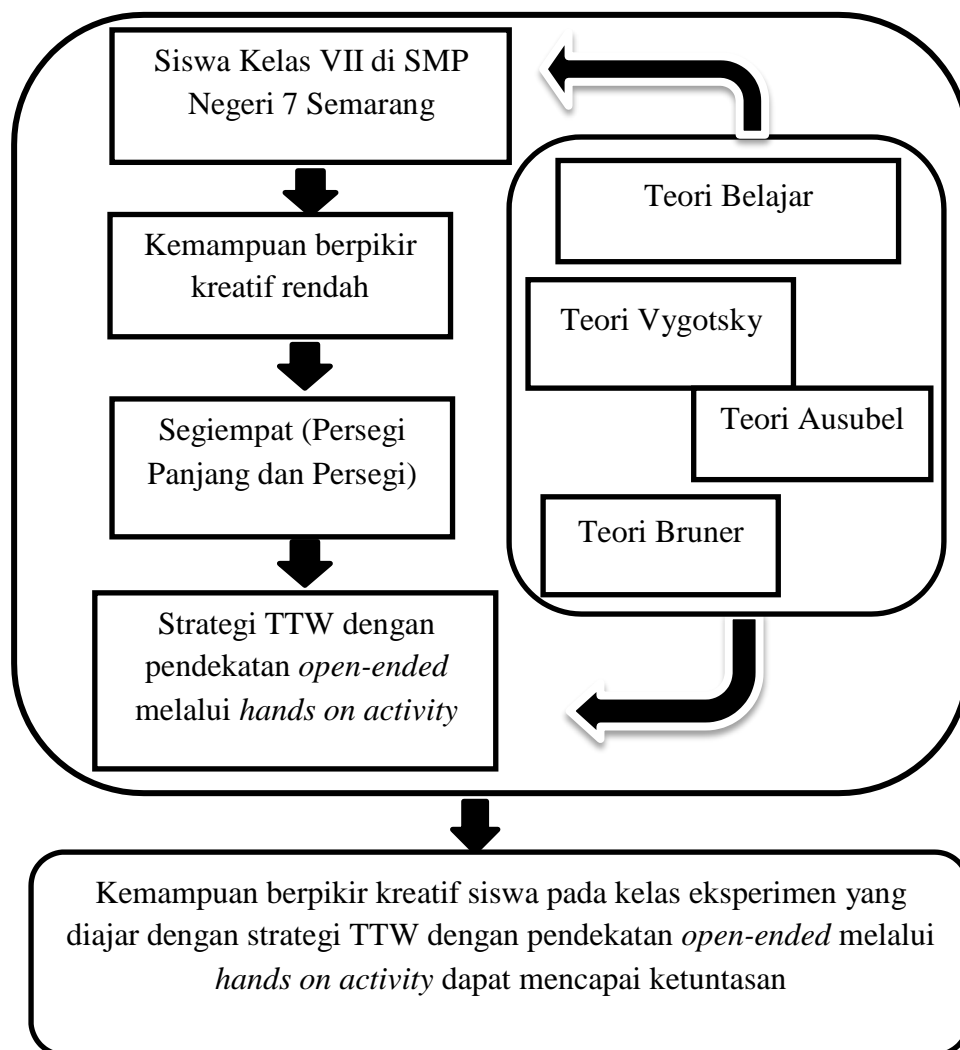 Siswa Kelas VII di SMP
Negeri 7 Semarang
Kemampuan berpikir
kreatif rendah
Segiempat (Persegi
Panjang dan Persegi)
Strategi TTW dengan
pendekatan open-ended
melalui hands on activity
Teori Belajar
Teori Vygotsky
Teori Ausubel
Teori Bruner
Kemampuan berpikir kreatif siswa pada kelas eksperimen yang
diajar dengan strategi TTW dengan pendekatan open-ended melalui
hands on activity dapat mencapai ketuntasan